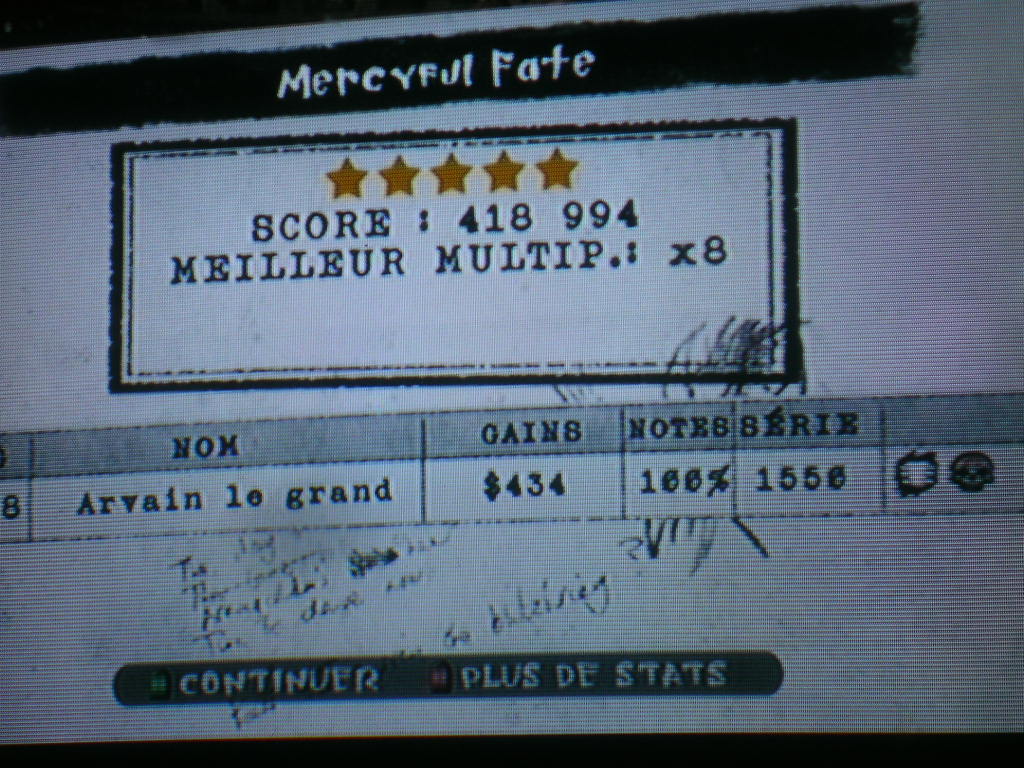 Mercyful Fate
SCORE : 418 994
MEILLEUR MULTIP.: x8
NOM GAINS NOTES SÉRIE
8 Arvain le grand $434 100% 1550
CONTINUER PLUS DE STATS